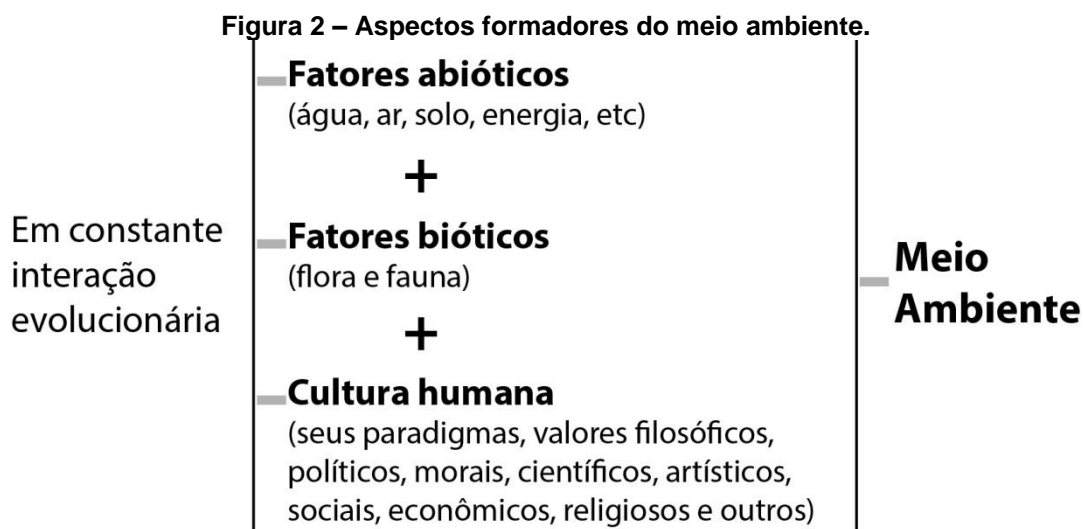 Figura 2 – Aspectos formadores do meio ambiente.
Fatores abióticos
(água, ar, solo, energia, etc)
+
Em constante
interação
evolucionária
Fatores bióticos
(flora e fauna)
+
Cultura humana
(seus paradigmas, valores filosóficos,
políticos, morais, científicos, artísticos,
sociais, econômicos, religiosos e outros)
Meio
Ambiente